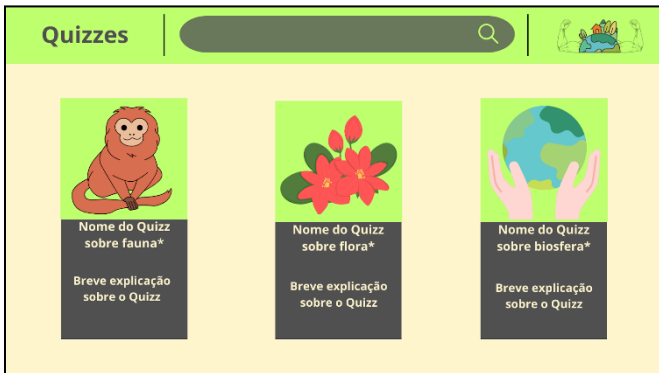 Quizzes
Nome do Quizz
sobre fauna*
Breve explicação
sobre o Quizz
Nome do Quizz
sobre flora*
Breve explicação
sobre o Quizz
Nome do Quizz
sobre biosfera*
Breve explicação
sobre o Quizz